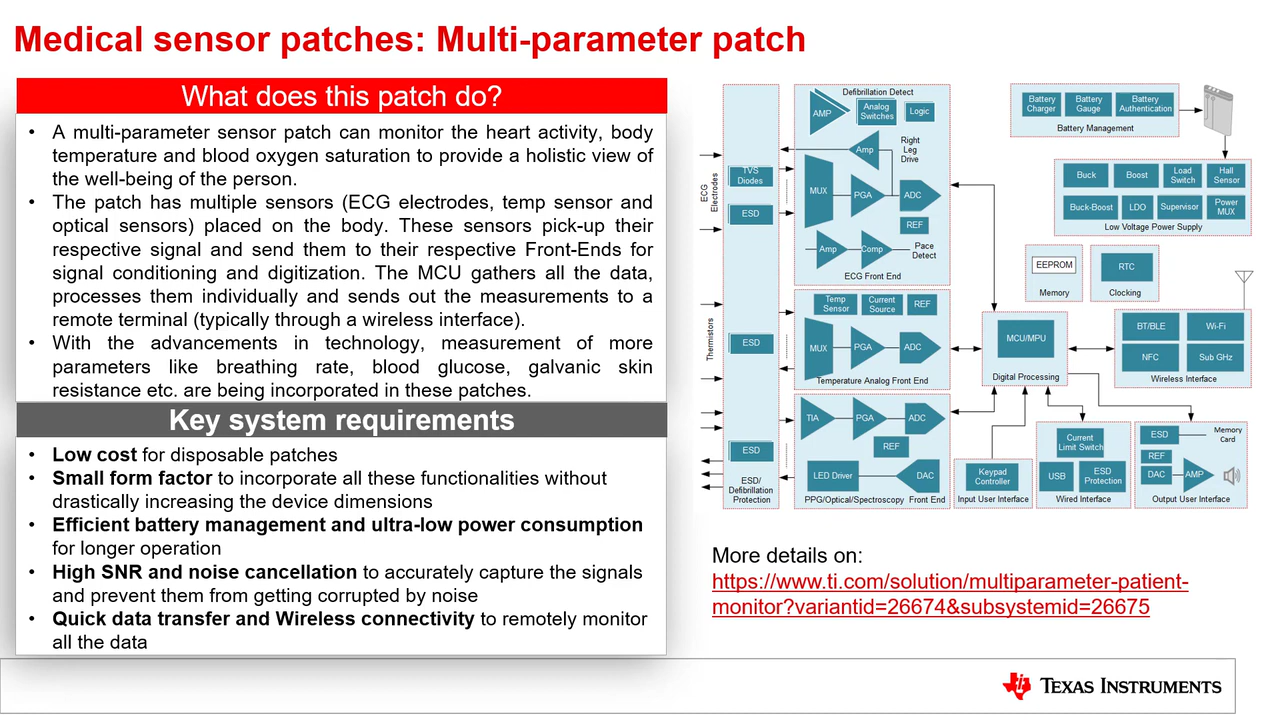 Medical sensor patches: Multi-parameter patch
What does this patch do?
• A multi-parameter sensor patch can monitor the heart activity, body
temperature and blood oxygen saturation to provide a holistic view of
the well-being of the person.
• The patch has multiple sensors (ECG electrodes, temp sensor and
optical sensors) placed on the body. These sensors pick-up their
respective signal and send them to their respective Front-Ends for
signal conditioning and digitization. The MCU gathers all the data,
processes them individually and sends out the measurements to a
remote terminal (typically through a wireless interface).
• With the advancements in technology, measurement of more
parameters like breathing rate, blood glucose, galvanic skin
resistance etc. are being incorporated in these patches.
Key system requirements
• Low cost for disposable patches
• Small form factor to incorporate all these functionalities without
drastically increasing the device dimensions
• Efficient battery management and ultra-low power consumption
for longer operation
• High SNR and noise cancellation to accurately capture the signals
and prevent them from getting corrupted by noise
• Quick data transfer and Wireless connectivity to remotely monitor
all the data
ECG
Electrodes
Thermistors
TVS
Diodes
ESD
ESD
ESD
ESD/
Defibrillation
Protection
Defibrillation Detect
AMP
Analog
Switches
Logic
Amp
Right
Leg
Drive
MUX
PGA
ADC
REF
Amp
Comp
Pace
Detect
ECG Front End
Temp
Sensor
Current
Source
REF
MUX
PGA
ADC
Temperature Analog Front End
TIA
PGA
ADC
REF
LED Driver
DAC
PPG/Optical/Spectroscopy Front End
Battery
Charger
Battery
Gauge
Battery
Authentication
Battery Management
Buck
Boost
Load
Switch
Hall
Sensor
Buck-Boost
LDO
Supervisor
Power
MUX
Low Voltage Power Supply
EEPROM
Memory
RTC
Clocking
MCU/MPU
Digital Processing
BT/BLE
Wi-Fi
NFC
Sub GHz
Wireless Interface
Keypad
Controller
Input User Interface
Current
Limit Switch
USB
ESD
Protection
Wired Interface
ESD
Memory
Card
REF
DAC
AMP
Output User Interface
More details on:
https://www.ti.com/solution/multiparameter-patient-
monitor?variantid=26674&subsystemid=26675
TEXAS INSTRUMENTS